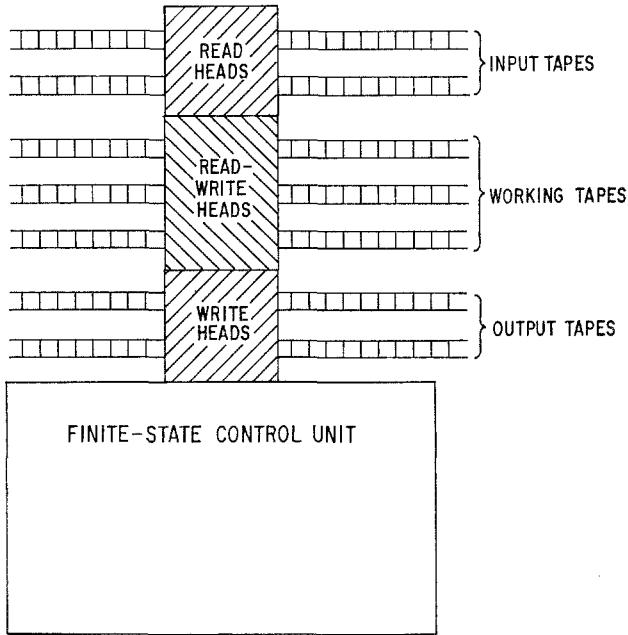 READ
HEADS
INPUT TAPES
READ-
WRITE
HEADS
WORKING TAPES
WRITE
HEADS
OUTPUT TAPES
FINITE-STATE CONTROL UNIT